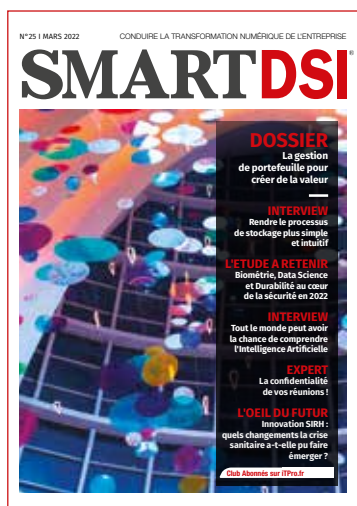 N°25 I MARS 2022
CONDUIRE LA TRANSFORMATION NUMÉRIQUE DE L'ENTREPRISE
SMARTDSI®
DOSSIER
La gestion
de portefeuille pour
créer de la valeur
INTERVIEW
Rendre le processus
de stockage plus simple
et intuitif
L'ETUDE A RETENIR
Biométrie, Data Science
et Durabilité au cœur
de la sécurité en 2022
INTERVIEW
Tout le monde peut avoir
la chance de comprendre
l'Intelligence Artificielle
EXPERT
La confidentialité
de vos réunions !
L'OEIL DU FUTUR
Innovation SIRH :
quels changements la crise
sanitaire a-t-elle pu faire
émerger ?
Club Abonnés sur iTPro.fr